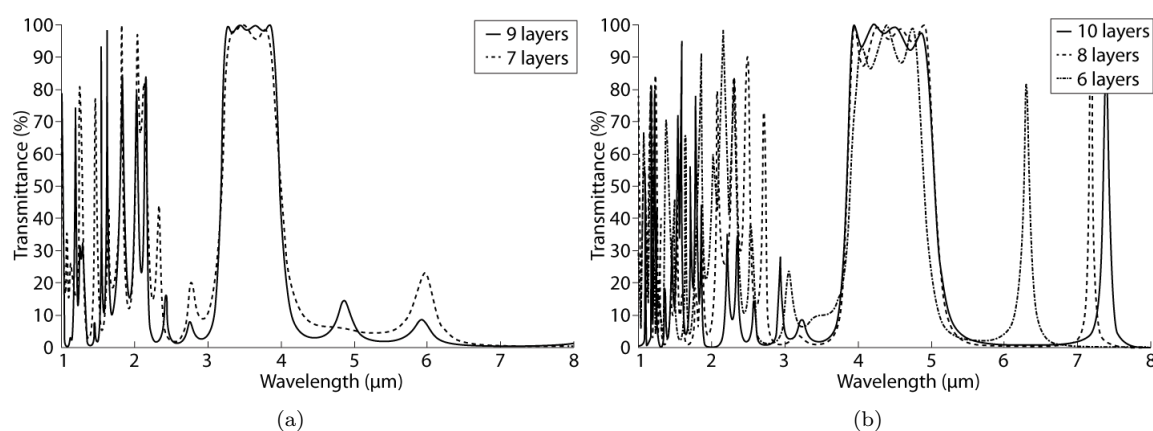 100
90
80
70
60
50
40
30
20
10
0
Transmittance (%)
1 2 3 4 5 6 7 8
Wavelength (μm)
9 layers
7 layers
(a)
100
90
80
70
60
50
40
30
20
10
0
Transmittance (%)
1 2 3 4 5 6 7 8
Wavelength (μm)
10 layers
8 layers
6 layers
(b)